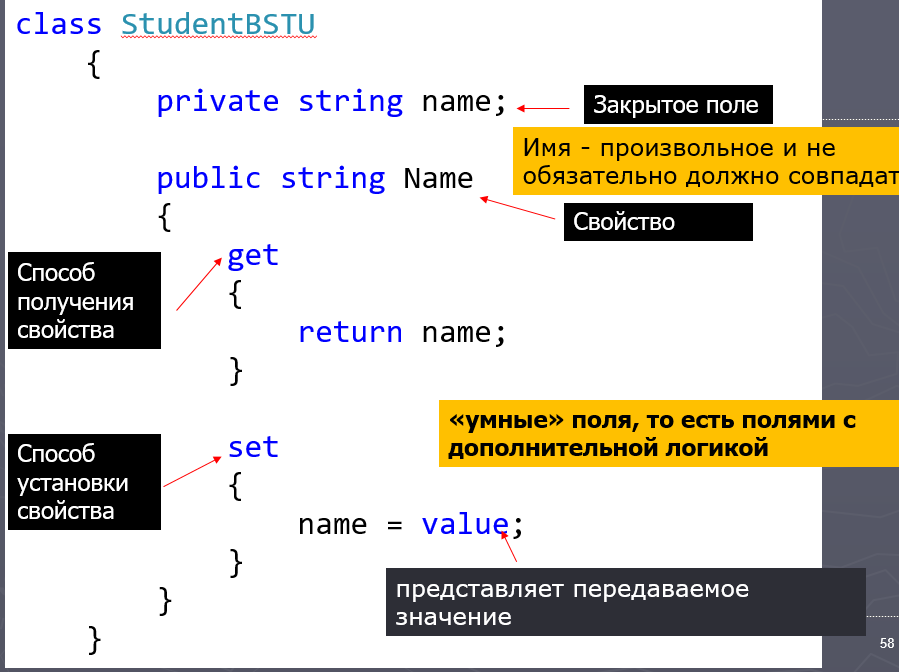 class StudentBSTU
{
private string name;
Закрытое поле
Имя - произвольное и не
обязательно должно совпадат
public string Name
Свойство
{
get
Способ
получения
свойства
{
return name;
}
«умные» поля, то есть полями с
дополнительной логикой
set
Способ
установки
свойства
{
name = value;
}
представляет передаваемое
значение
}
}
58